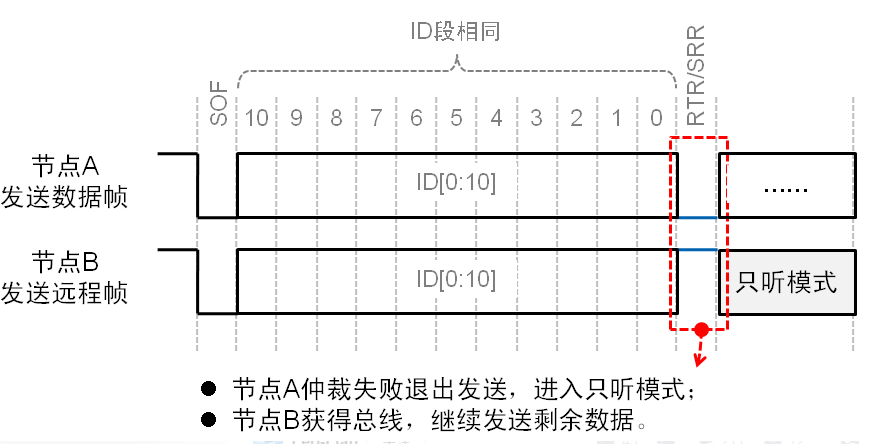 ID段相同
SOF
RTR/SRR
10 9 8 7 6 5 4 3 2 1 0
节点A
发送数据帧
ID[0:10]
......
节点B
发送远程帧
ID[0:10]
只听模式
● 节点A仲裁失败退出发送，进入只听模式；
● 节点B获得总线，继续发送剩余数据。